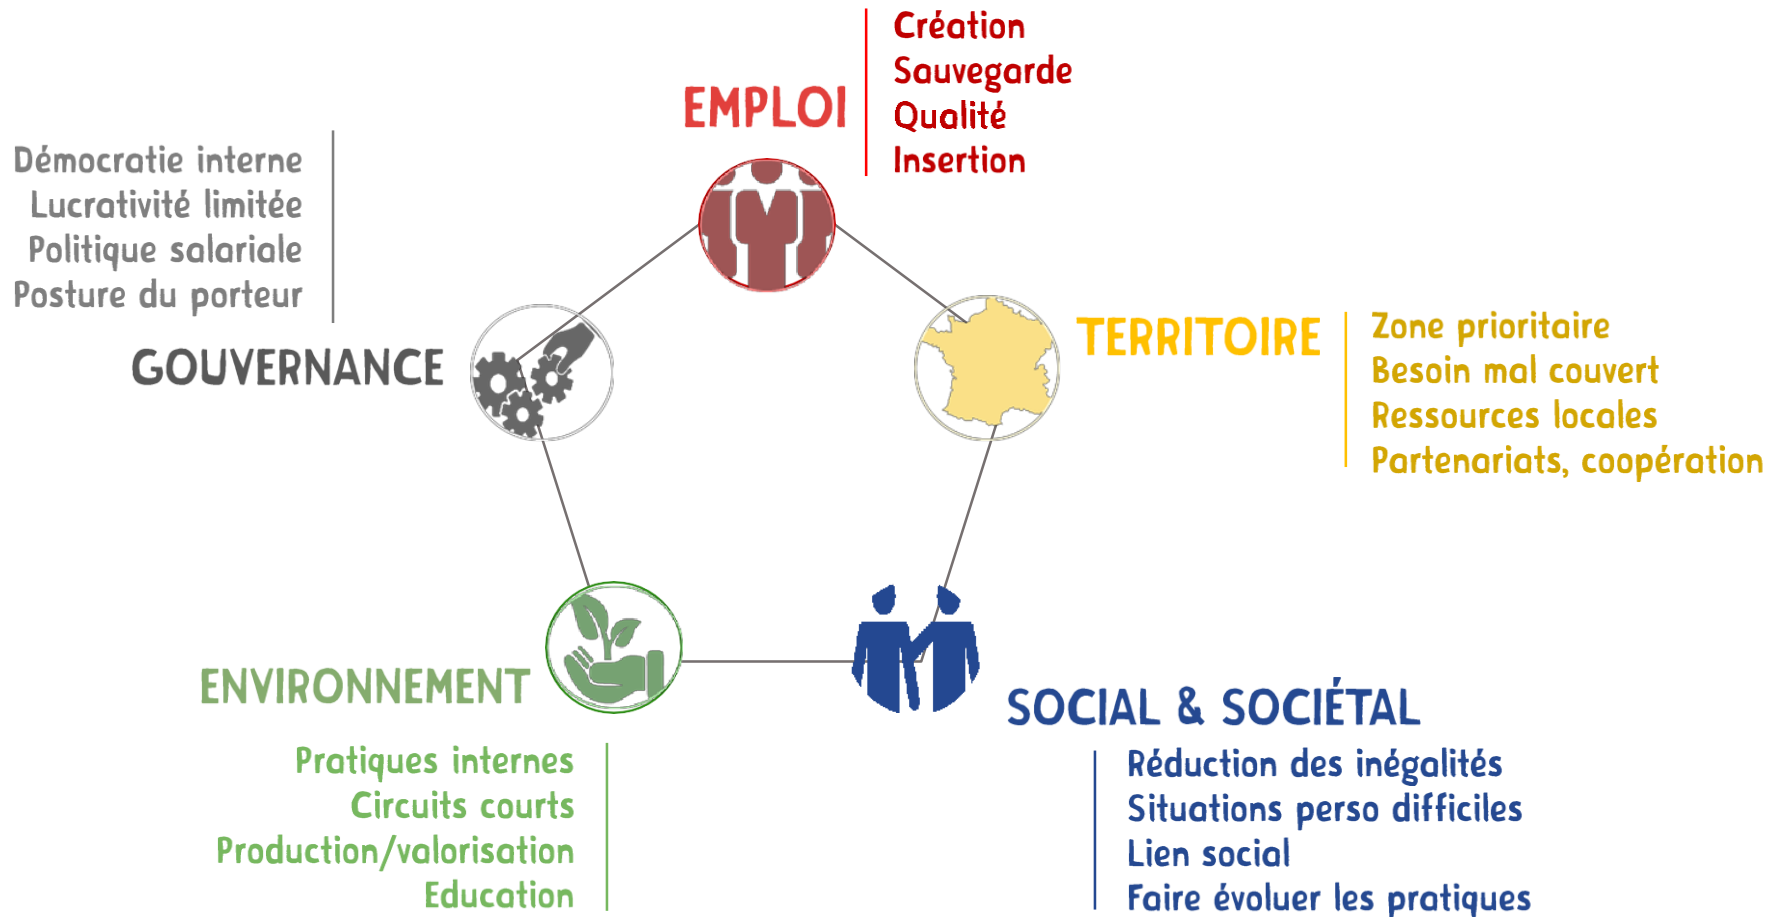 EMPLOI
Création
Sauvegarde
Qualité
Insertion
Démocratie interne
Lucrativité limitée
Politique salariale
Posture du porteur
GOUVERNANCE
TERRITOIRE
Zone prioritaire
Besoin mal couvert
Ressources locales
Partenariats, coopération
ENVIRONNEMENT
Pratiques internes
Circuits courts
Production/valorisation
Education
SOCIAL & SOCIÉTAL
Réduction des inégalités
Situations perso difficiles
Lien social
Faire évoluer les pratiques